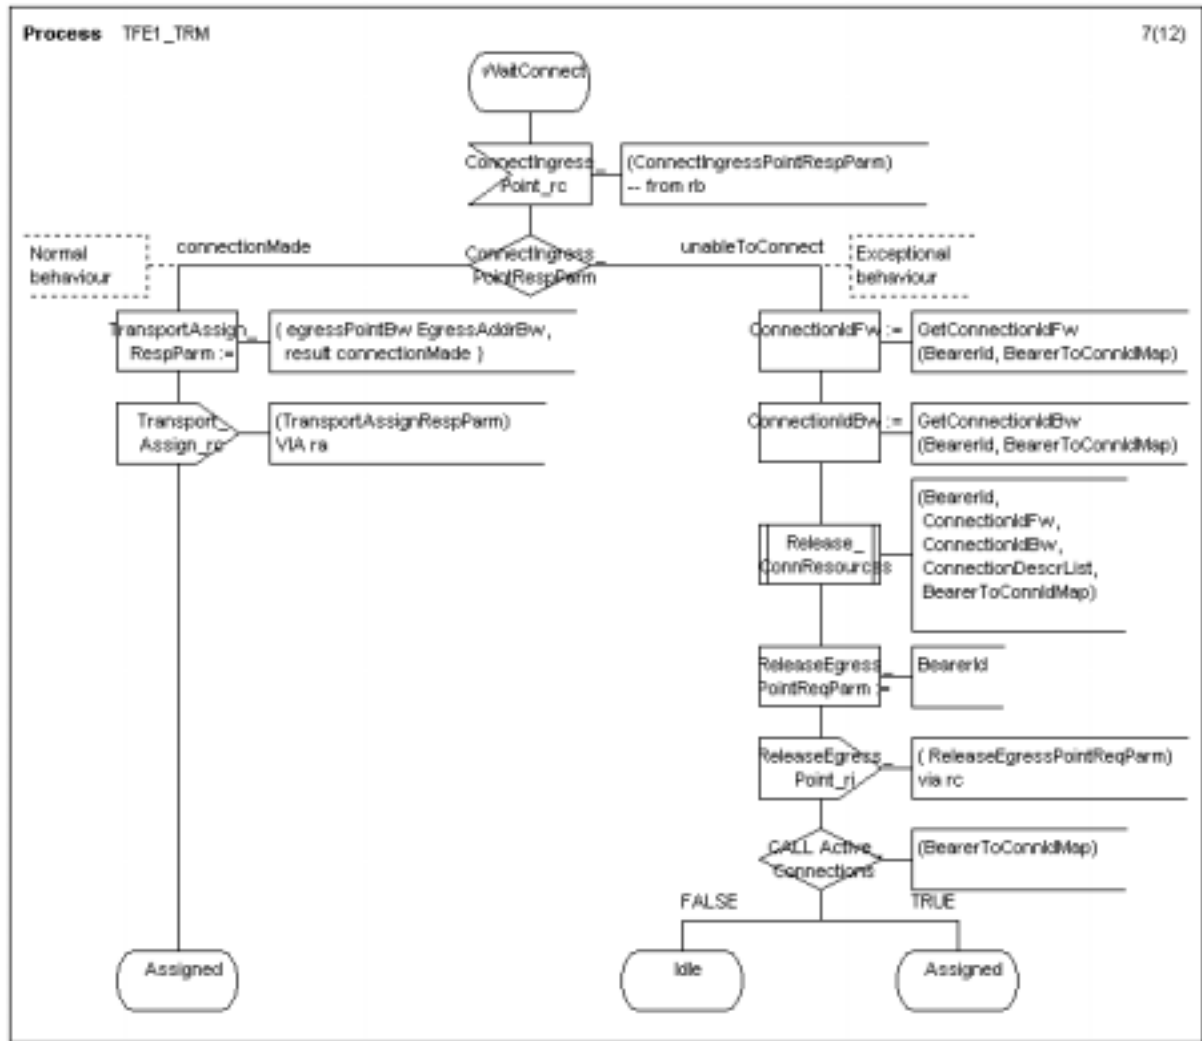 Process TFE1_TRM
7(12)
WaitConnect
ConnectIngress_
Point_rc
(ConnectIngressPointRespParm)
-- from rb
Normal
behaviour
connectionMade
ConnectIngress_
PointRespParm
unableToConnect
Exceptional
behaviour
TransportAssign_
RespParm :=
( egressPointBw EgressAddrBw,
result connectionMade )
ConnectionIdFw :=
GetConnectionIdFw
(BearerId, BearerToConnIdMap)
Transport_
Assign_rc
(TransportAssignRespParm)
VIA ra
ConnectionIdBw :=
GetConnectionIdBw
(BearerId, BearerToConnIdMap)
Release_
ConnResources
(BearerId,
ConnectionIdFw,
ConnectionIdBw,
ConnectionDescrList,
BearerToConnIdMap)
ReleaseEgress_
PointReqParm :=
BearerId
ReleaseEgress_
Point_ri
( ReleaseEgressPointReqParm)
via rc
CALL Active_
Connections
(BearerToConnIdMap)
FALSE
TRUE
Assigned
Idle
Assigned